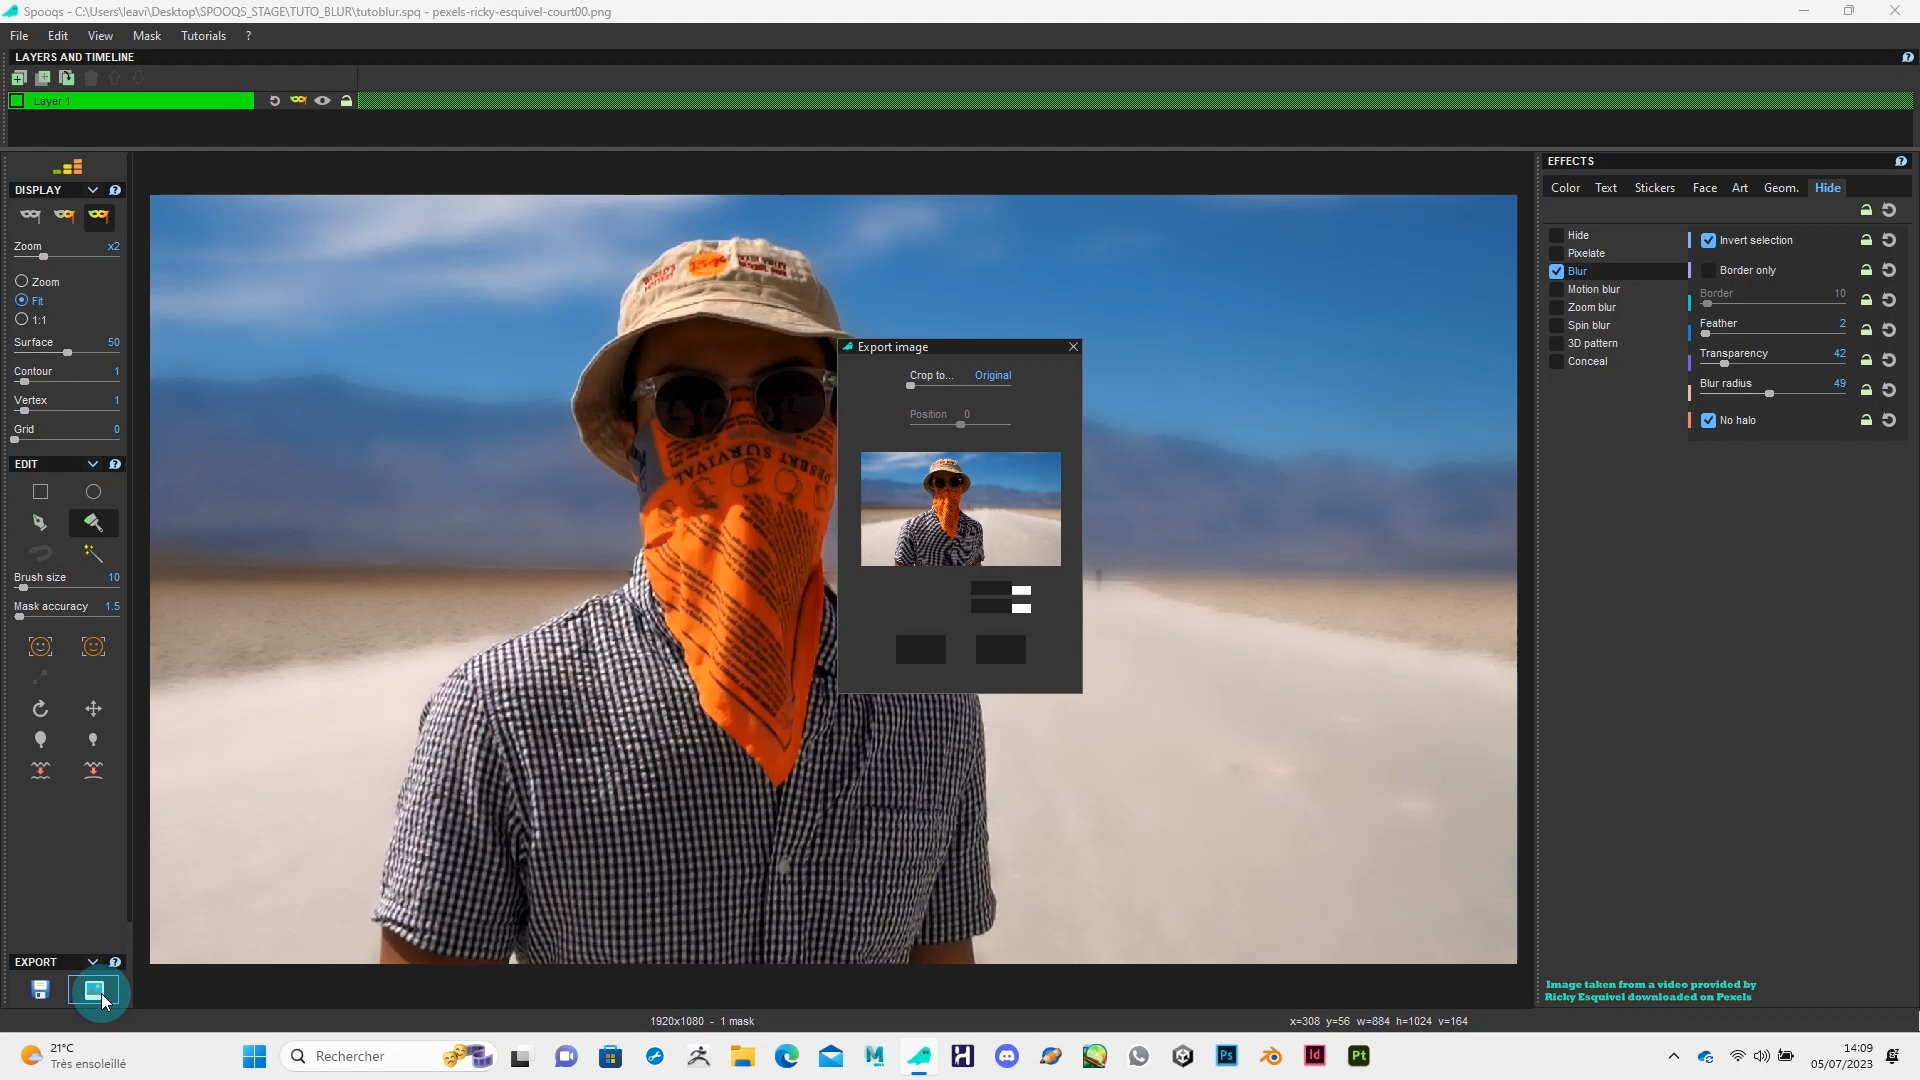 Spooqs - C:\Users\leavi\Desktop\SPOOQS_STAGE\TUTO_BLUR\tutoblur.spq - pexels-ricky-esquivel-court00.png
File Edit View Mask Tutorials ?
LAYERS AND TIMELINE
Layer 1
DISPLAY
Zoom x2
Zoom
Fit
1:1
Surface 50
Contour 1
Vertex 1
Grid 0
EDIT
Brush size 10
Mask accuracy 1.5
EXPORT
DESERT SURVIVAL
Export image
Crop to... Original
Position 0
EFFECTS
Color Text Stickers Face Art Geom. Hide
Hide
Pixelate
Blur
Motion blur
Zoom blur
Spin blur
3D pattern
Conceal
Invert selection
Border only
Border 10
Feather 2
Transparency 42
Blur radius 49
No halo
Image taken from a video provided by
Ricky Esquivel downloaded on Pexels
1920x1080 - 1 mask
x=308 y=56 w=884 h=1024 v=164
21°C
Très ensoleillé
Rechercher
Ps
Id
Pt
14:09
05/07/2023